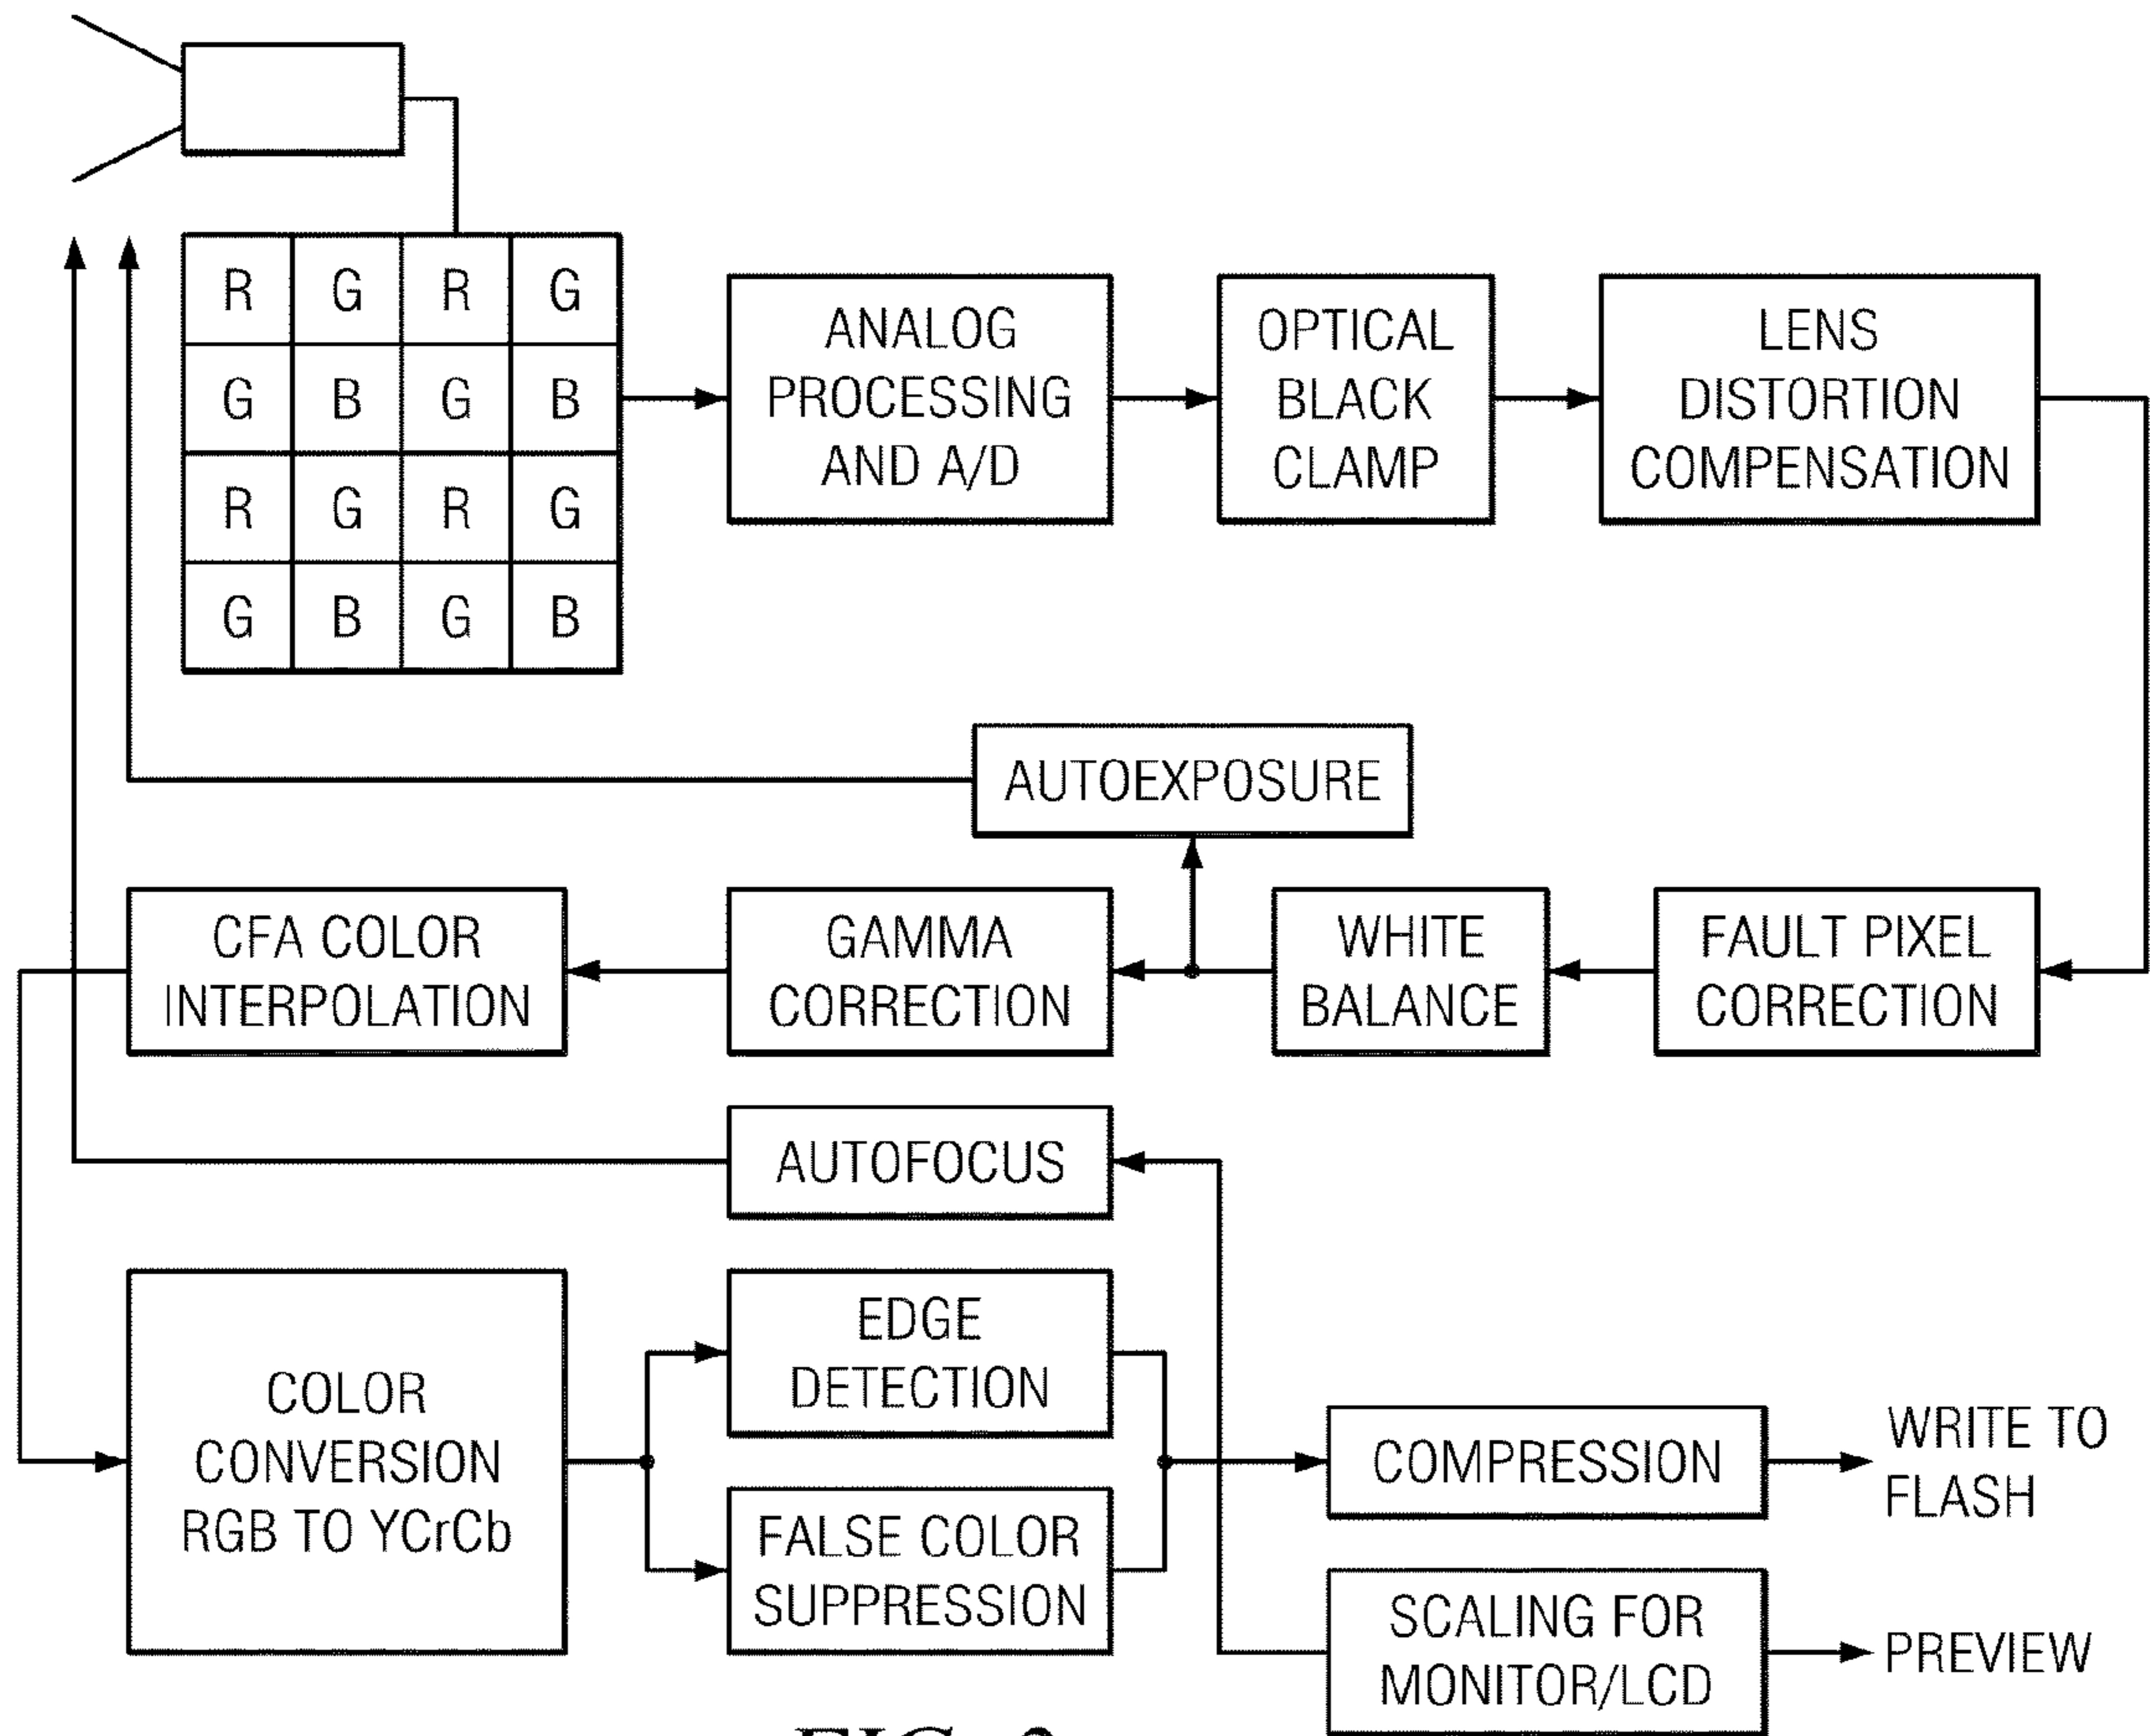 R G R G
G B G B
R G R G
G B G B
ANALOG
PROCESSING
AND A/D
OPTICAL
BLACK
CLAMP
LENS
DISTORTION
COMPENSATION
AUTOEXPOSURE
FAULT PIXEL
CORRECTION
WHITE
BALANCE
GAMMA
CORRECTION
CFA COLOR
INTERPOLATION
AUTOFOCUS
COLOR
CONVERSION
RGB TO YCrCb
EDGE
DETECTION
FALSE COLOR
SUPPRESSION
COMPRESSION
WRITE TO
FLASH
SCALING FOR
MONITOR/LCD
PREVIEW